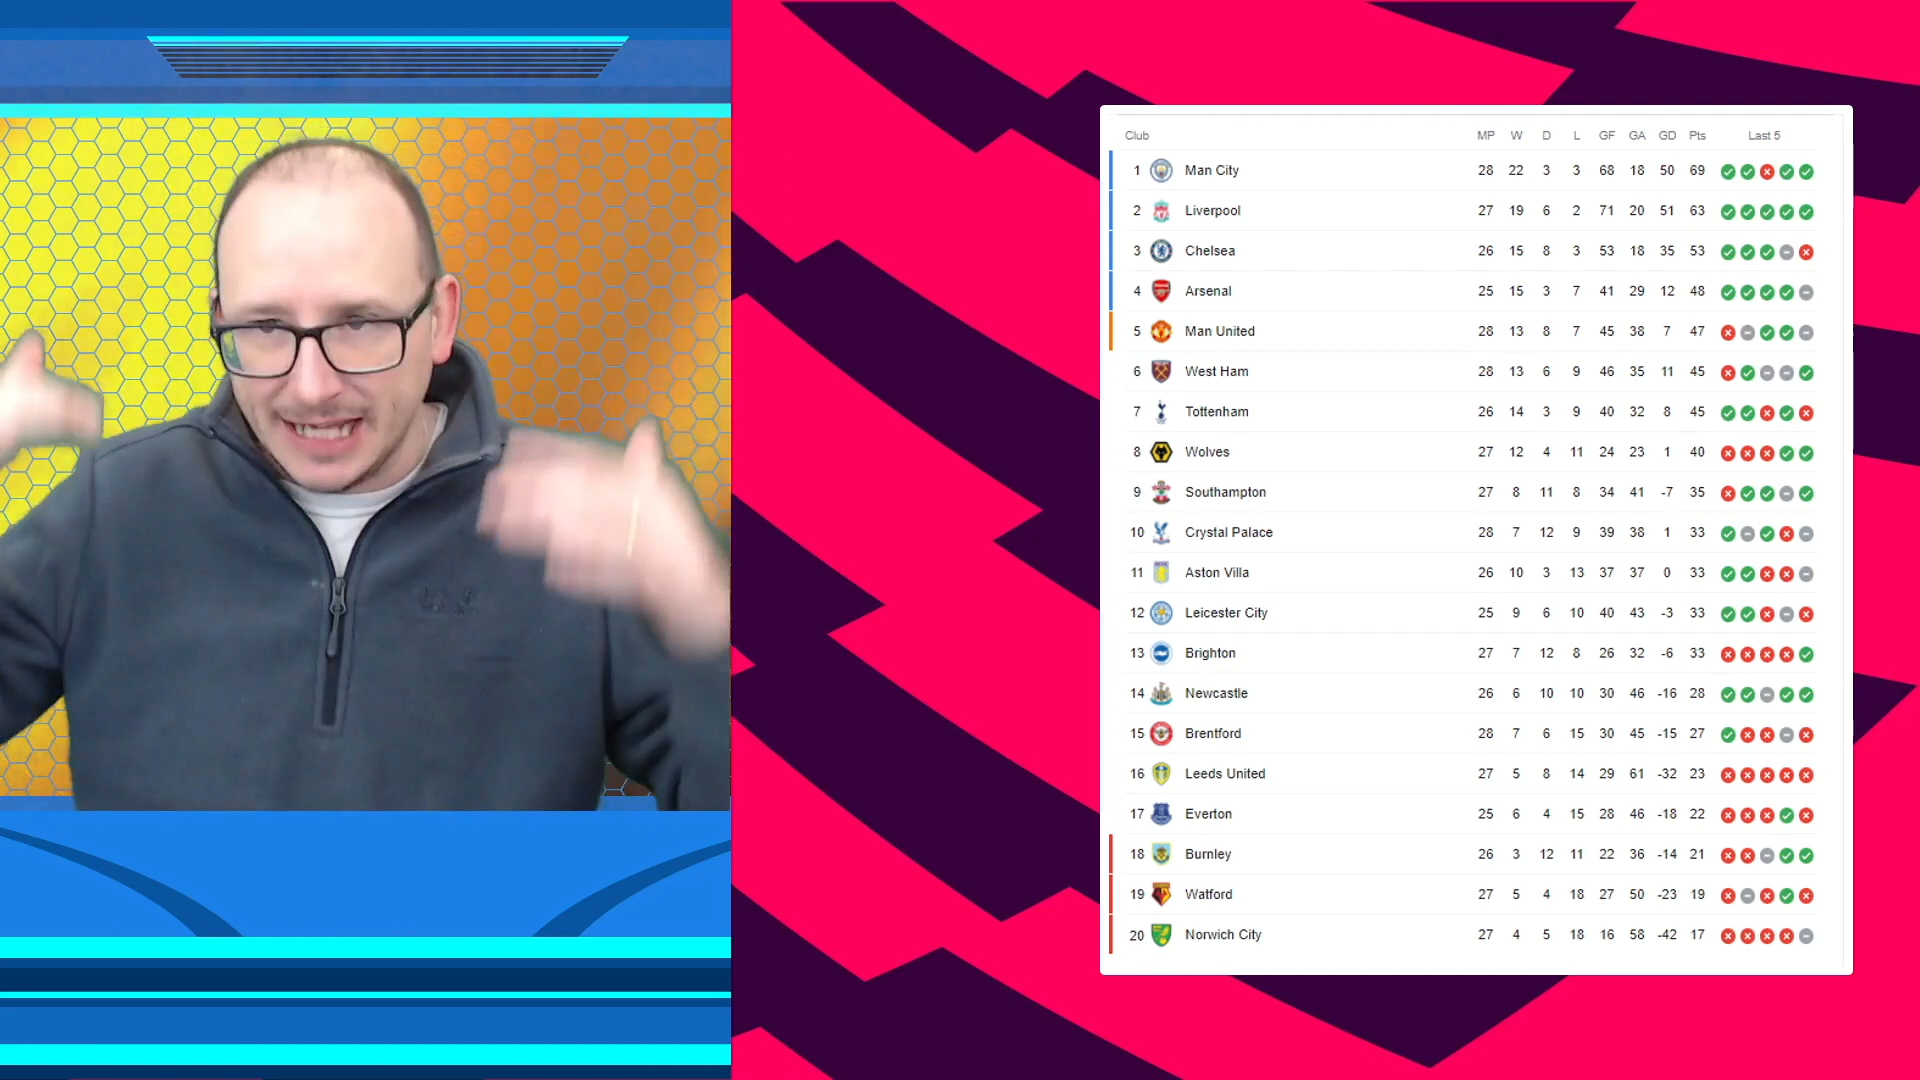 Club MP W D L GF GA GD Pts Last 5
1 Man City 28 22 3 3 68 18 50 69
2 Liverpool 27 19 6 2 71 20 51 63
3 Chelsea 26 15 8 3 53 18 35 53
4 Arsenal 25 15 3 7 41 29 12 48
5 Man United 28 13 8 7 45 38 7 47
6 West Ham 28 13 6 9 46 35 11 45
7 Tottenham 26 14 3 9 40 32 8 45
8 Wolves 27 12 4 11 24 23 1 40
9 Southampton 27 8 11 8 34 41 -7 35
10 Crystal Palace 28 7 12 9 39 38 1 33
11 Aston Villa 26 10 3 13 37 37 0 33
12 Leicester City 25 9 6 10 40 43 -3 33
13 Brighton 27 7 12 8 26 32 -6 33
14 Newcastle 26 6 10 10 30 46 -16 28
15 Brentford 28 7 6 15 30 45 -15 27
16 Leeds United 27 5 8 14 29 61 -32 23
17 Everton 25 6 4 15 28 46 -18 22
18 Burnley 26 3 12 11 22 36 -14 21
19 Watford 27 5 4 18 27 50 -23 19
20 Norwich City 27 4 5 18 16 58 -42 17